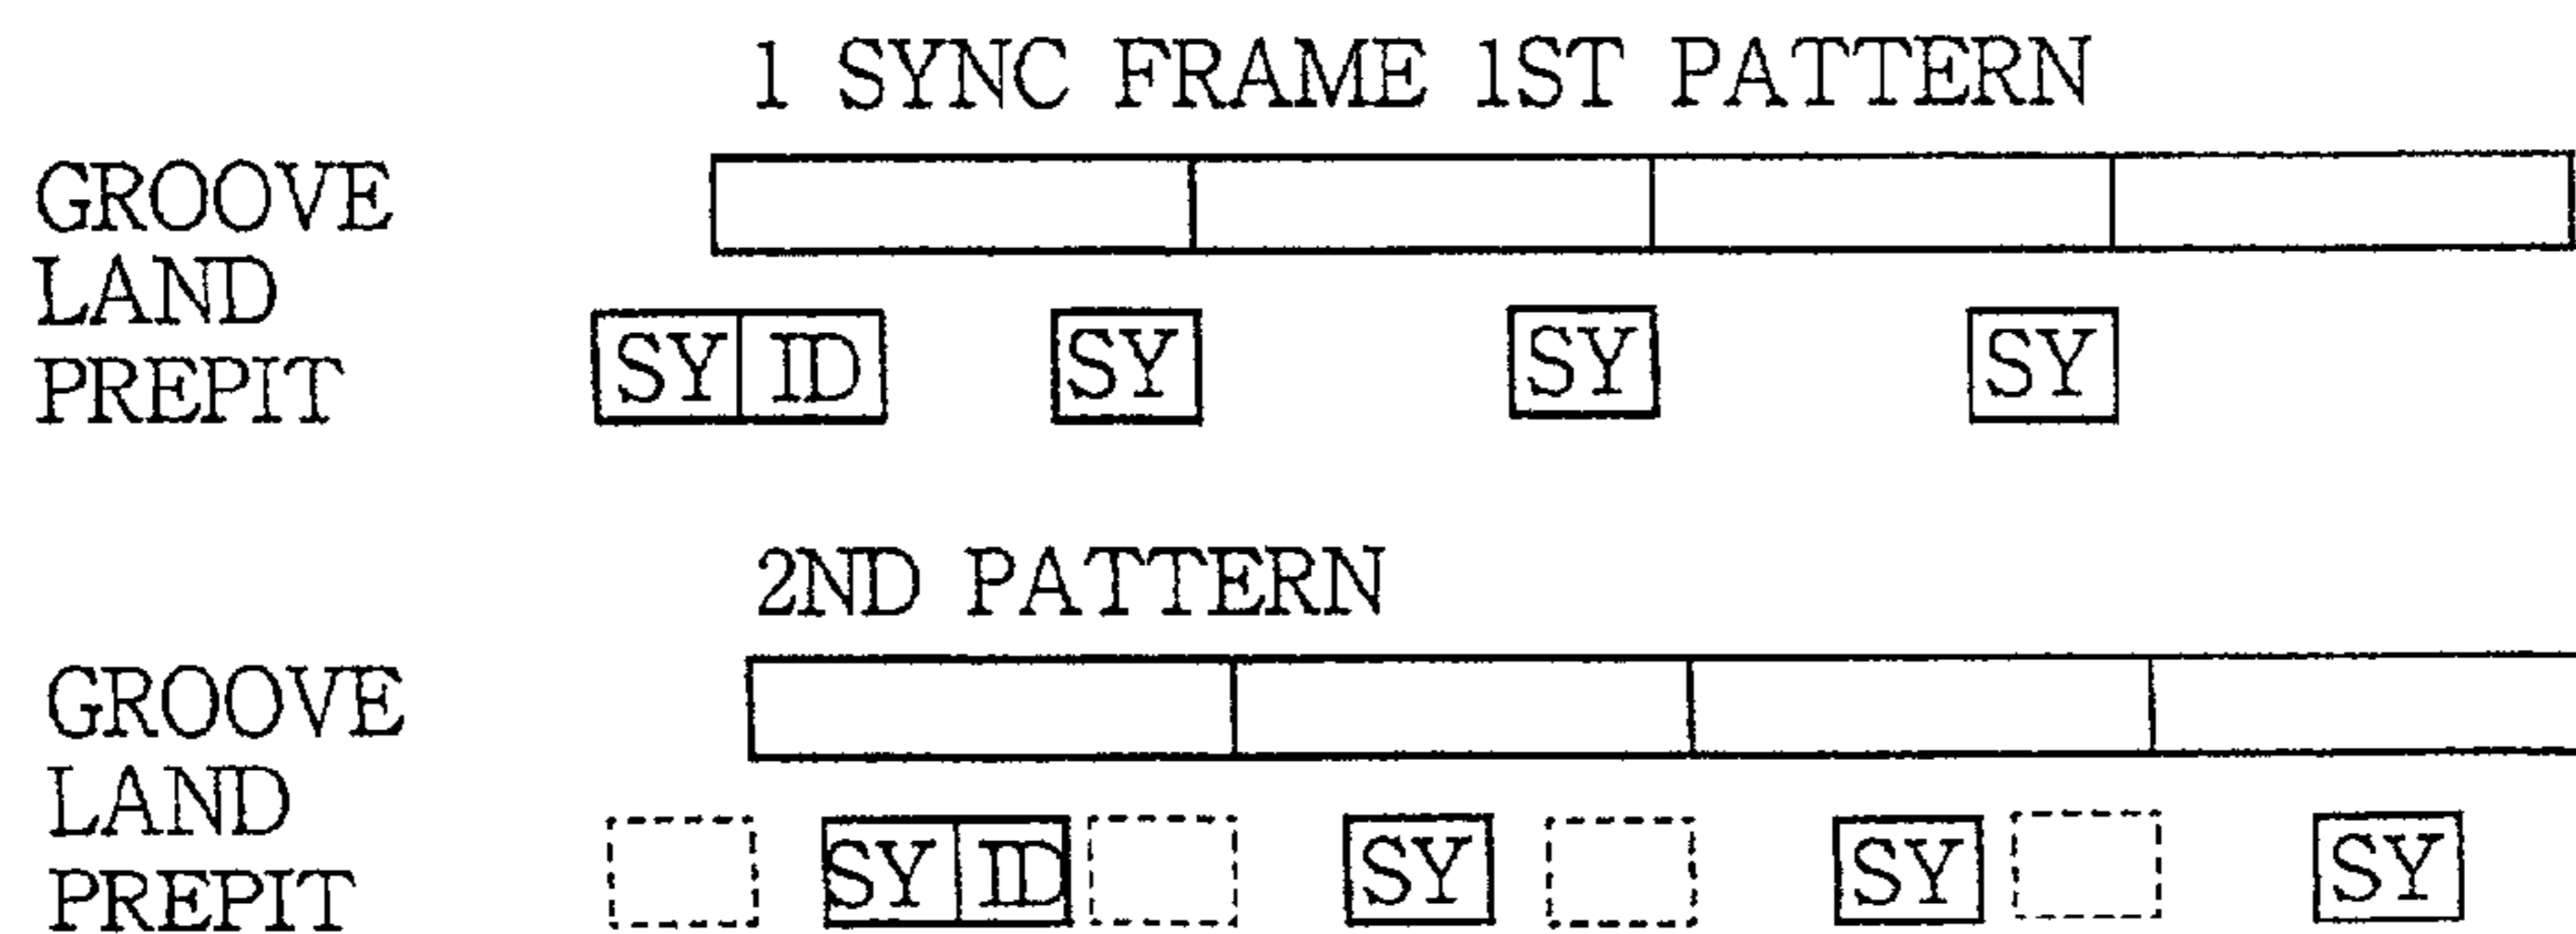 1 SYNC FRAME 1ST PATTERN
GROOVE
LAND
PREPIT
SY ID SY SY SY
2ND PATTERN
GROOVE
LAND
PREPIT
SY ID SY SY SY